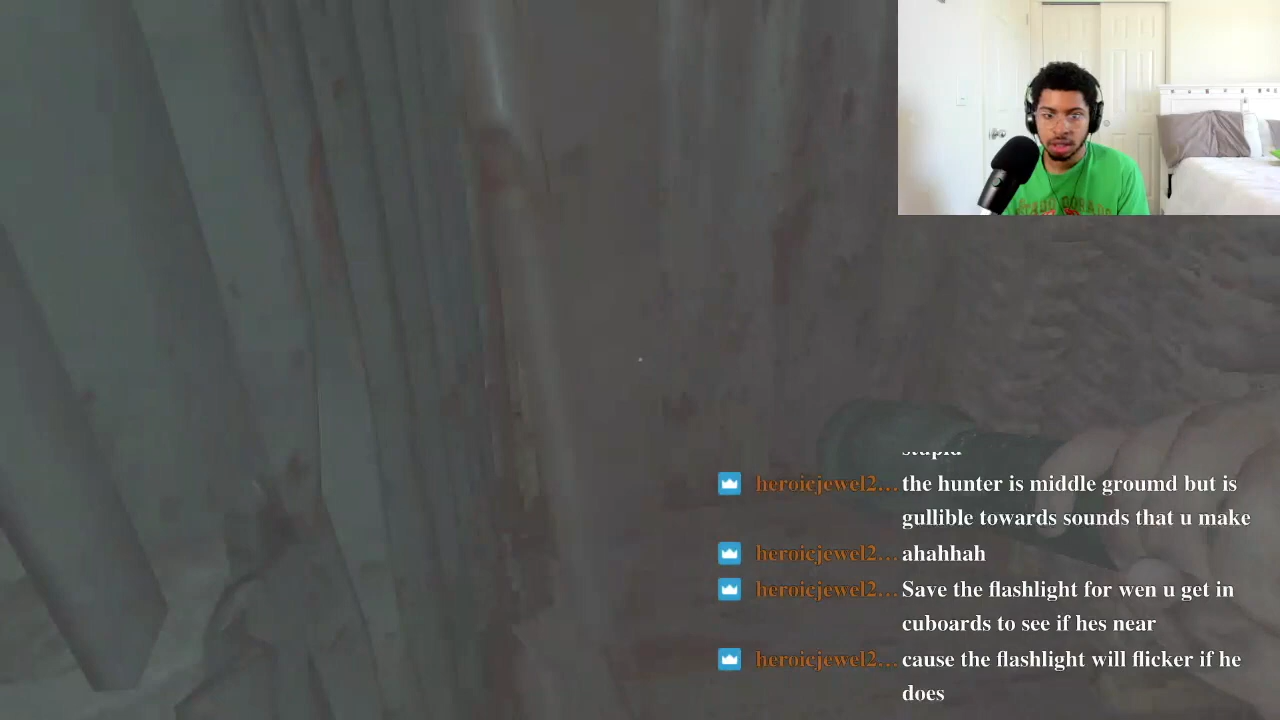 stupid
heroicjewel2... the hunter is middle groumd but is
gullible towards sounds that u make
heroicjewel2... ahahhah
heroicjewel2... Save the flashlight for wen u get in
cuboards to see if hes near
heroicjewel2... cause the flashlight will flicker if he
does